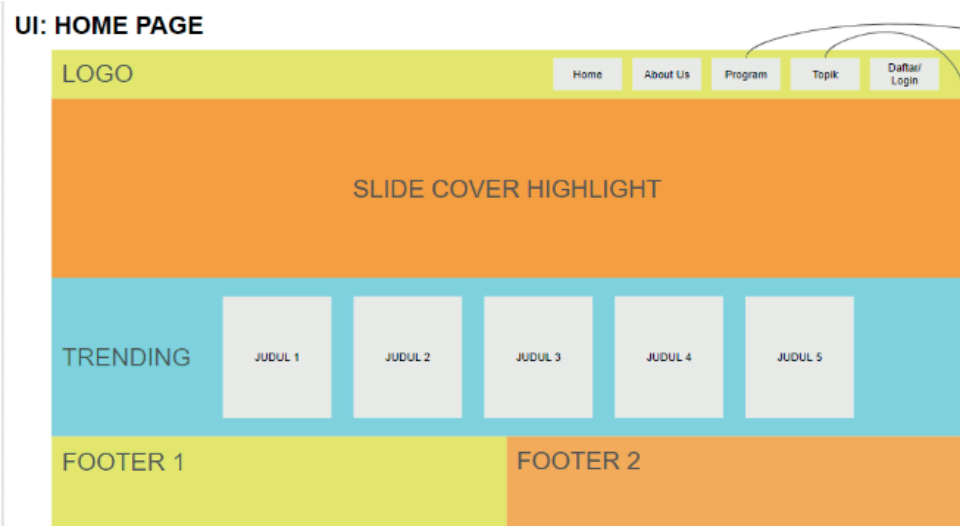 UI: HOME PAGE
LOGO
Home
About Us
Program
Topik
Daftar/
Login
SLIDE COVER HIGHLIGHT
TRENDING
JUDUL 1
JUDUL 2
JUDUL 3
JUDUL 4
JUDUL 5
FOOTER 1
FOOTER 2